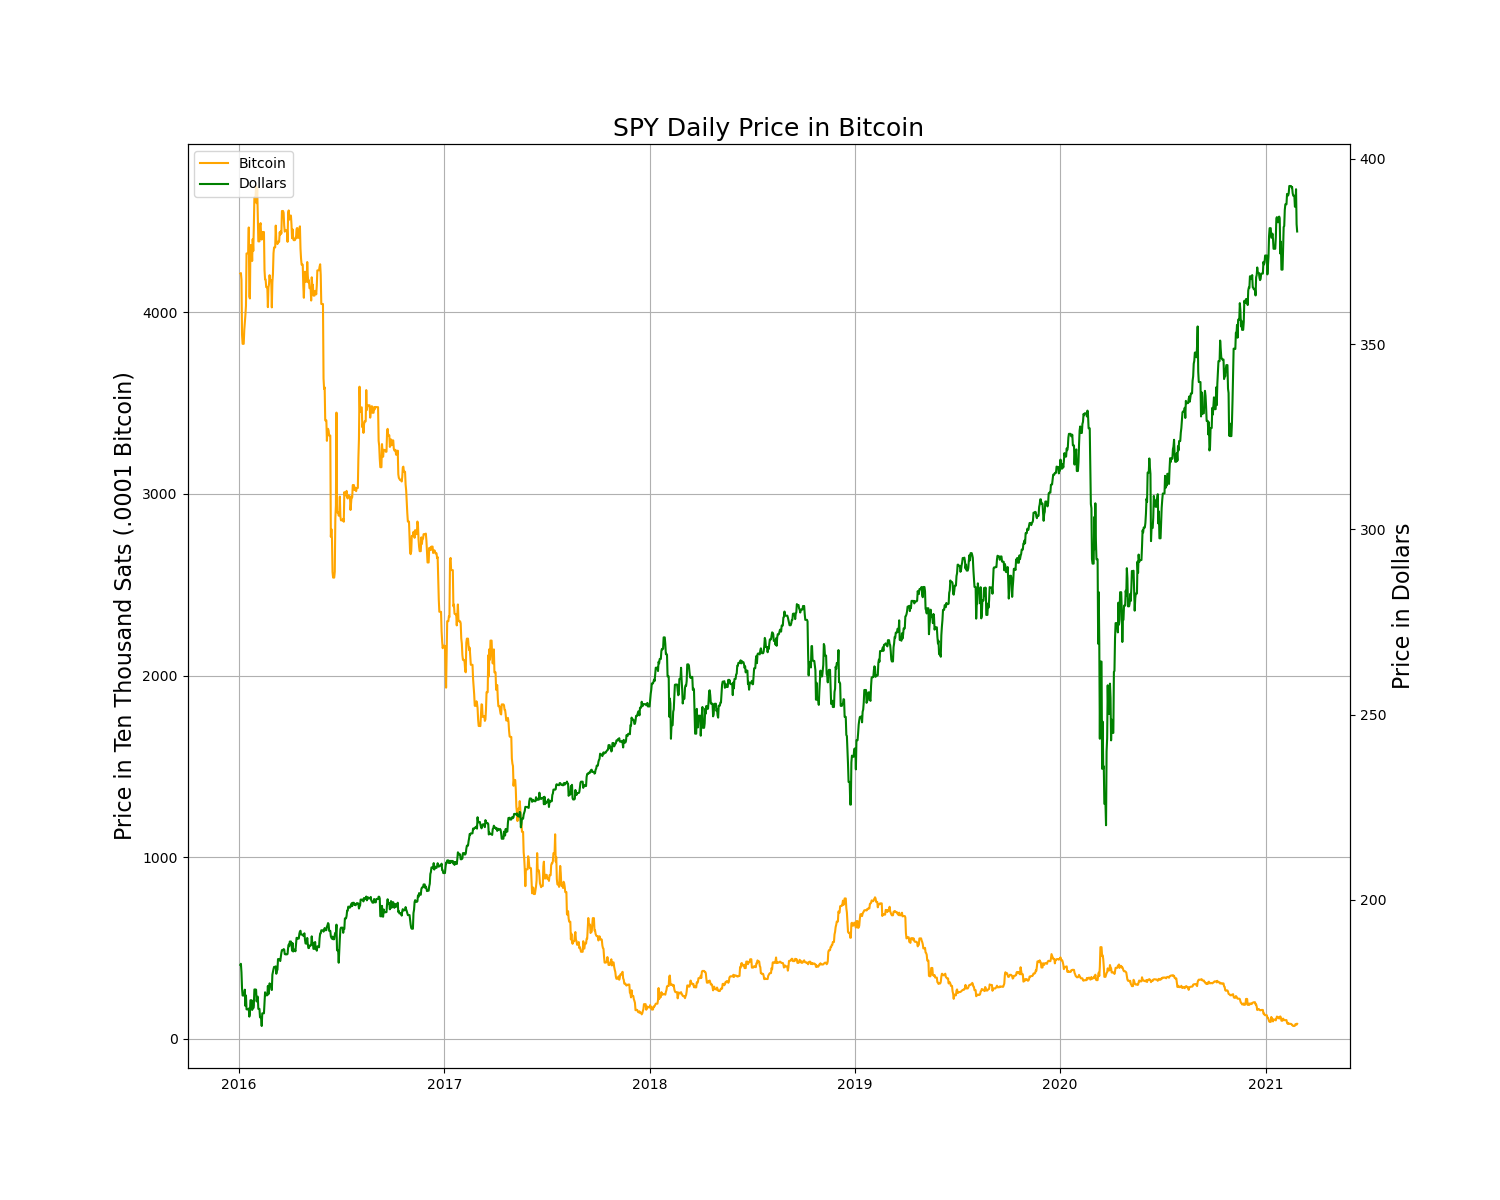 SPY Daily Price in Bitcoin
Bitcoin
Dollars
Price in Ten Thousand Sats (.0001 Bitcoin)
4000
3000
2000
1000
0
400
350
300
250
200
Price in Dollars
2016 2017 2018 2019 2020 2021